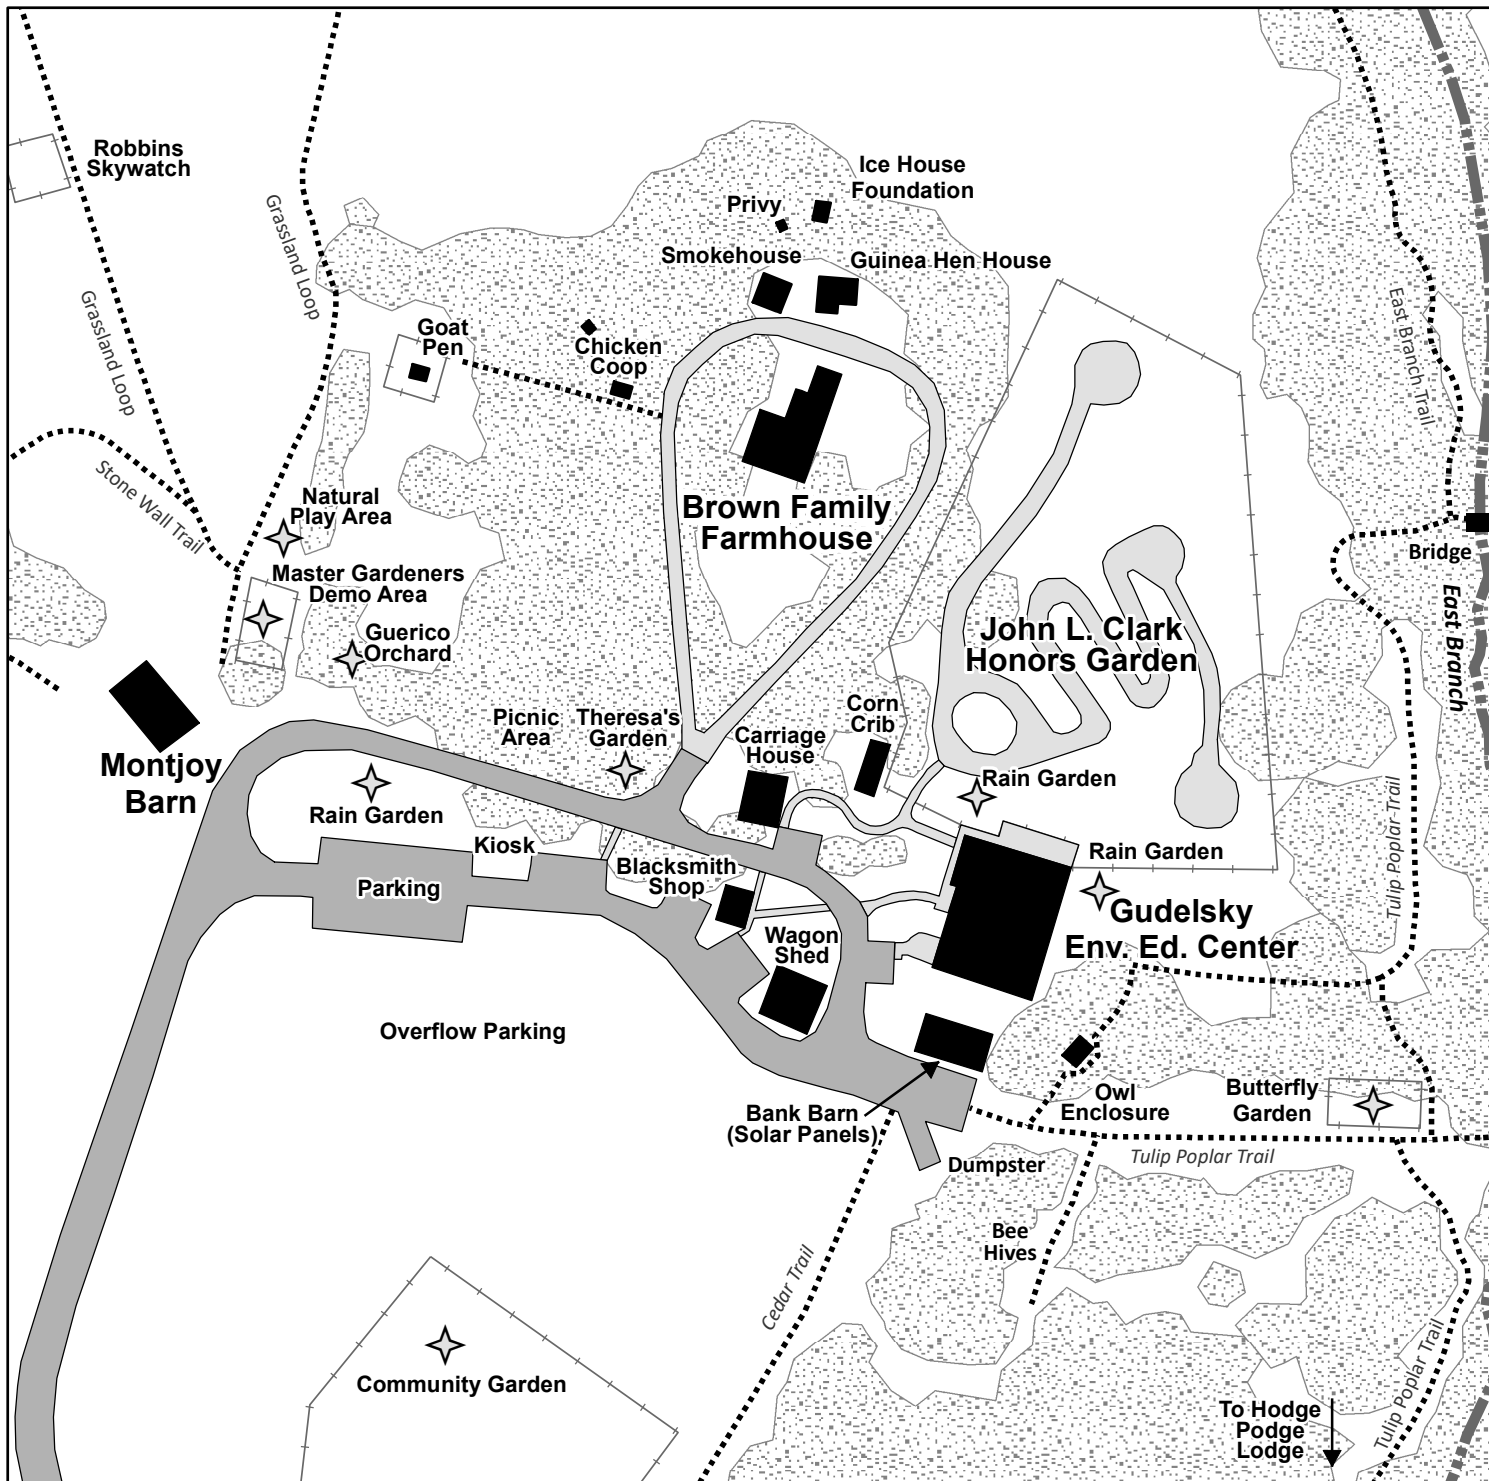 Robbins
Skywatch
Ice House
Foundation
Privy
Smokehouse
Guinea Hen House
Grassland Loop
Grassland Loop
Goat
Pen
Chicken
Coop
East Branch Trail
Stone Wall Trail
Natural
Play Area
Brown Family
Farmhouse
Bridge
Master Gardeners
Demo Area
East Branch
Guerico
Orchard
John L. Clark
Honors Garden
Picnic
Area
Theresa's
Garden
Carriage
House
Corn
Crib
Montjoy
Barn
Rain Garden
Rain Garden
Kiosk
Rain Garden
Tulip Poplar Trail
Parking
Blacksmith
Shop
Gudelsky
Env. Ed. Center
Wagon
Shed
Overflow Parking
Bank Barn
(Solar Panels)
Owl
Enclosure
Butterfly
Garden
Tulip Poplar Trail
Dumpster
Bee
Hives
Cedar Trail
Community Garden
Tulip Poplar Trail
To Hodge
Podge
Lodge